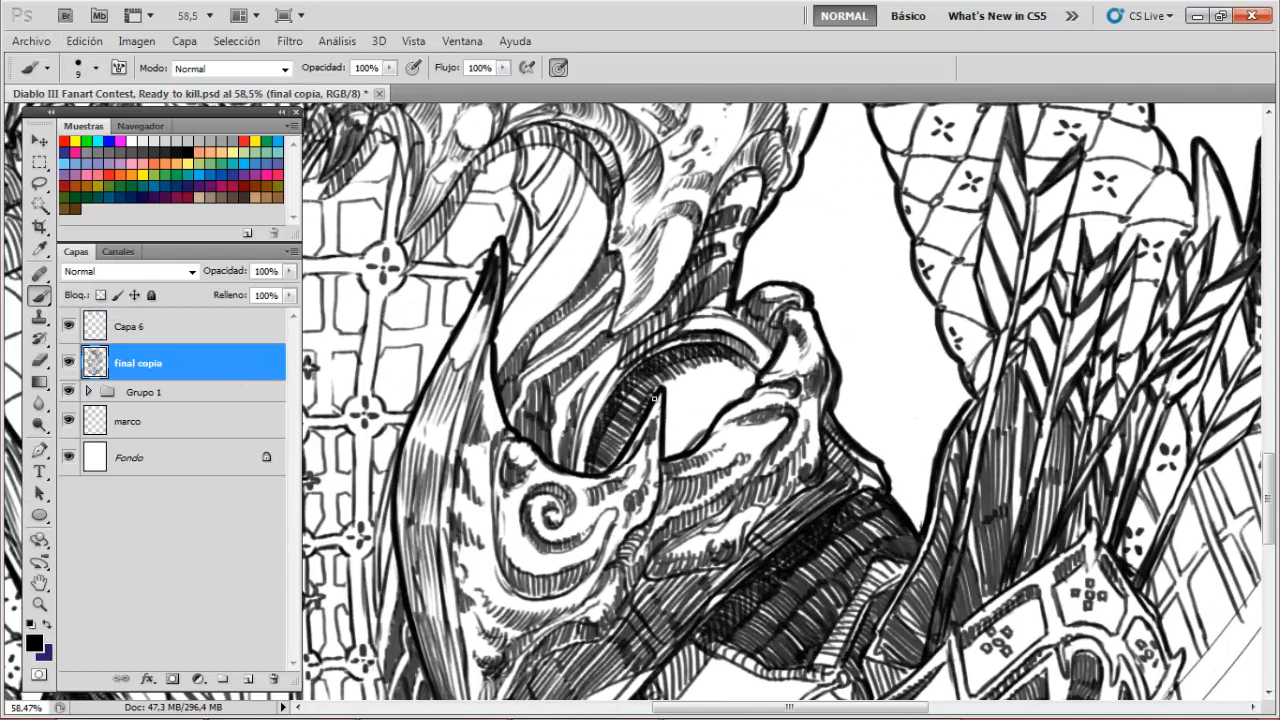 Ps Br Mb 58,5 NORMAL Básico What's New in CS5 CS Live
Archivo Edición Imagen Capa Selección Filtro Análisis 3D Vista Ventana Ayuda
9 Modo: Normal Opacidad: 100% Flujo: 100%
Diablo III Fanart Contest, Ready to kill.psd al 58,5% (final copia, RGB/8) *
Muestras Navegador
Capas Canales
Normal Opacidad: 100%
Bloq.: Relleno: 100%
Capa 6
final copia
Grupo 1
marco
Fondo
58.47% Doc: 47,3 MB/296,4 MB